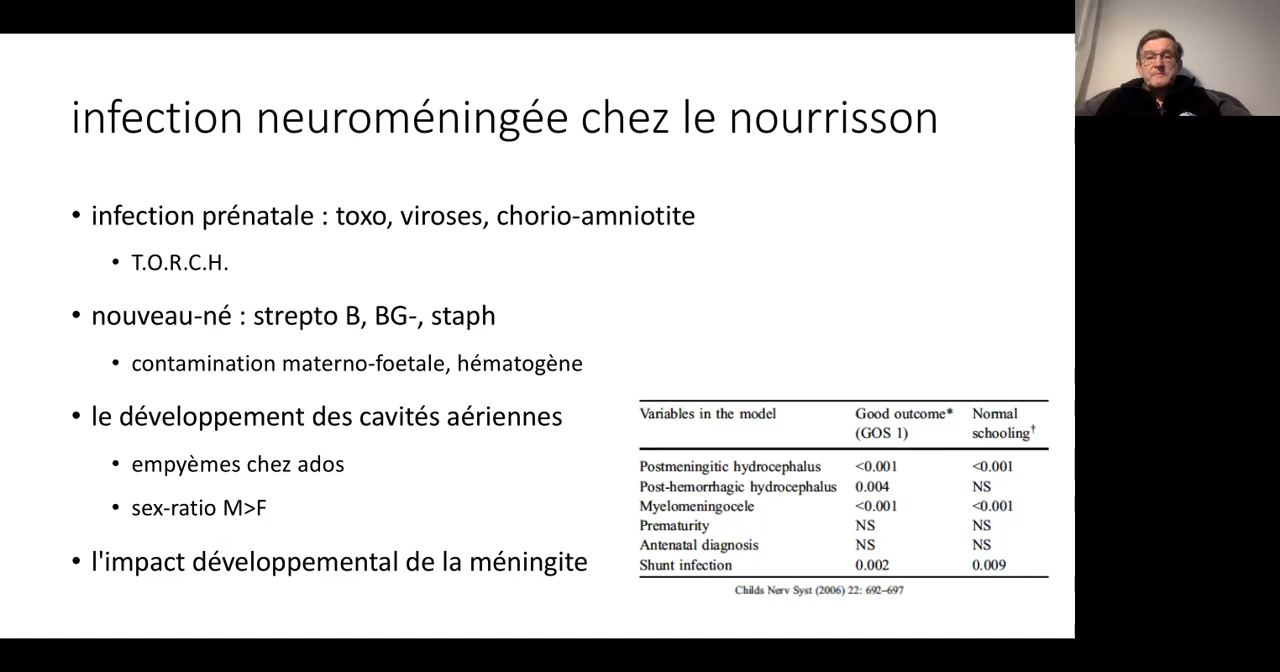 infection neuroméningée chez le nourrisson
• infection prénatale : toxo, viroses, chorio-amniotite
• T.O.R.C.H.
• nouveau-né : strepto B, BG-, staph
• contamination materno-foetale, hématogène
• le développement des cavités aériennes
• empyèmes chez ados
• sex-ratio M>F
• l'impact développemental de la méningite
Variables in the model Good outcome* Normal
(GOS 1) schooling†
Postmeningitic hydrocephalus <0.001 <0.001
Post-hemorrhagic hydrocephalus 0.004 NS
Myelomeningocele <0.001 <0.001
Prematurity NS NS
Antenatal diagnosis NS NS
Shunt infection 0.002 0.009
Childs Nerv Syst (2006) 22: 692–697